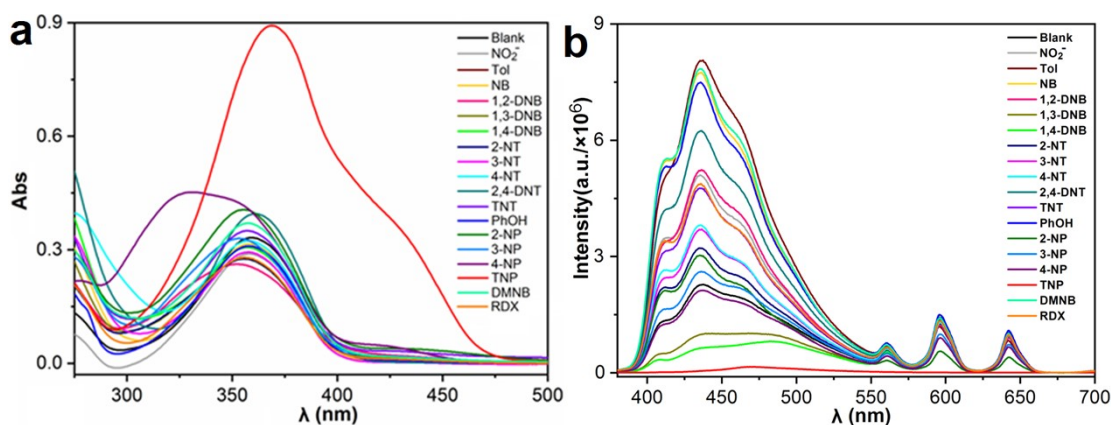 a
Abs
0.9
0.6
0.3
0.0
300
350
400
450
500
λ (nm)
Blank
NO₂⁻
Tol
NB
1,2-DNB
1,3-DNB
1,4-DNB
2-NT
3-NT
4-NT
2,4-DNT
TNT
PhOH
2-NP
3-NP
4-NP
TNP
DMNB
RDX
b
Intensity(a.u./×10⁶)
9
6
3
0
400
450
500
550
600
650
700
λ (nm)
Blank
NO₂⁻
Tol
NB
1,2-DNB
1,3-DNB
1,4-DNB
2-NT
3-NT
4-NT
2,4-DNT
TNT
PhOH
2-NP
3-NP
4-NP
TNP
DMNB
RDX